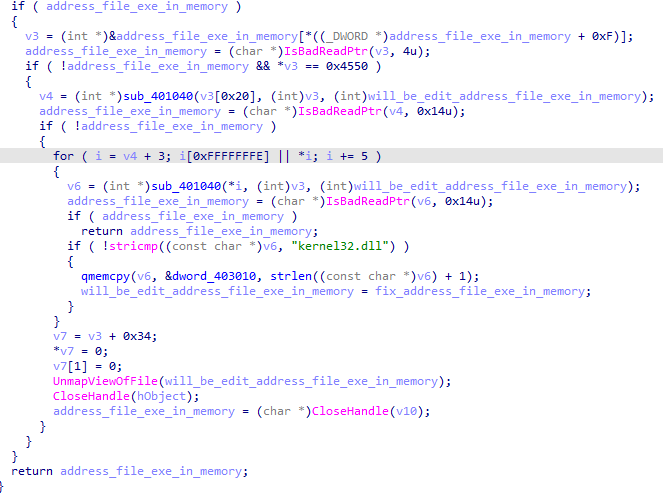 if ( address_file_exe_in_memory )
{
v3 = (int *)&address_file_exe_in_memory[*((_DWORD *)address_file_exe_in_memory + 0xF)];
address_file_exe_in_memory = (char *)IsBadReadPtr(v3, 4u);
if ( !address_file_exe_in_memory && *v3 == 0x4550 )
{
v4 = (int *)sub_401040(v3[0x20], (int)v3, (int)will_be_edit_address_file_exe_in_memory);
address_file_exe_in_memory = (char *)IsBadReadPtr(v4, 0x14u);
if ( !address_file_exe_in_memory )
{
for ( i = v4 + 3; i[0xFFFFFFFE] || *i; i += 5 )
{
v6 = (int *)sub_401040(*i, (int)v3, (int)will_be_edit_address_file_exe_in_memory);
address_file_exe_in_memory = (char *)IsBadReadPtr(v6, 0x14u);
if ( address_file_exe_in_memory )
return address_file_exe_in_memory;
if ( !stricmp((const char *)v6, "kernel32.dll") )
{
qmemcpy(v6, &dword_403010, strlen((const char *)v6) + 1);
will_be_edit_address_file_exe_in_memory = fix_address_file_exe_in_memory;
}
}
v7 = v3 + 0x34;
*v7 = 0;
v7[1] = 0;
UnmapViewOfFile(will_be_edit_address_file_exe_in_memory);
CloseHandle(hObject);
address_file_exe_in_memory = (char *)CloseHandle(v10);
}
}
}
return address_file_exe_in_memory;
}